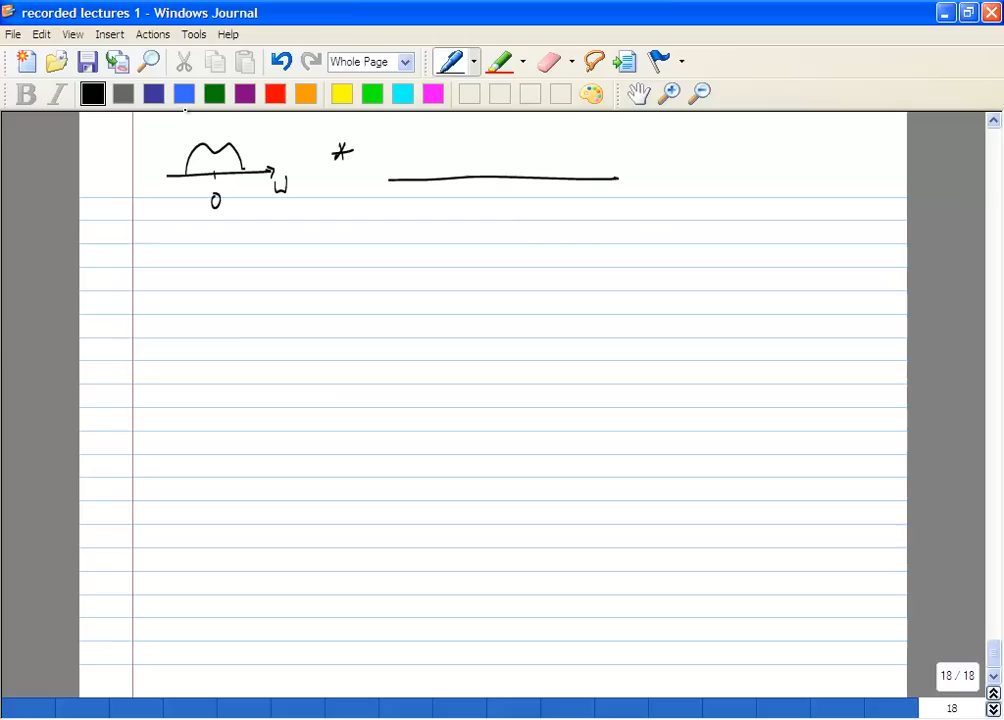 recorded lectures 1 - Windows Journal
File Edit View Insert Actions Tools Help
Whole Page
B I
*
ω
0
18 / 18
18